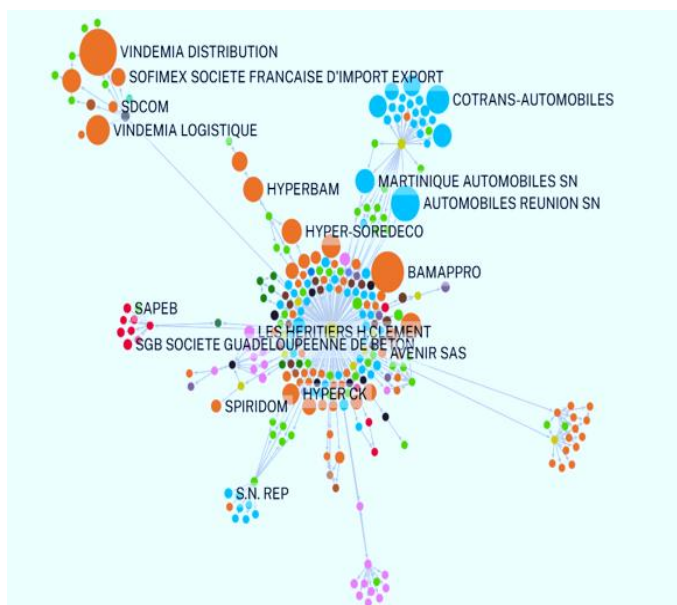 VINDEMIA DISTRIBUTION
SOFIMEX SOCIETE FRANCAISE D'IMPORT EXPORT
SDCOM
VINDEMIA LOGISTIQUE
COTRANS-AUTOMOBILES
HYPERBAM
MARTINIQUE AUTOMOBILES SN
AUTOMOBILES REUNION SN
HYPER-SOREDECO
BAMAPPRO
SAPEB
LES HERITIERS H CLEMENT
SGB SOCIETE GUADELOUPEENNE DE BETON
AVENIR SAS
HYPER CK
SPIRIDOM
S.N. REP